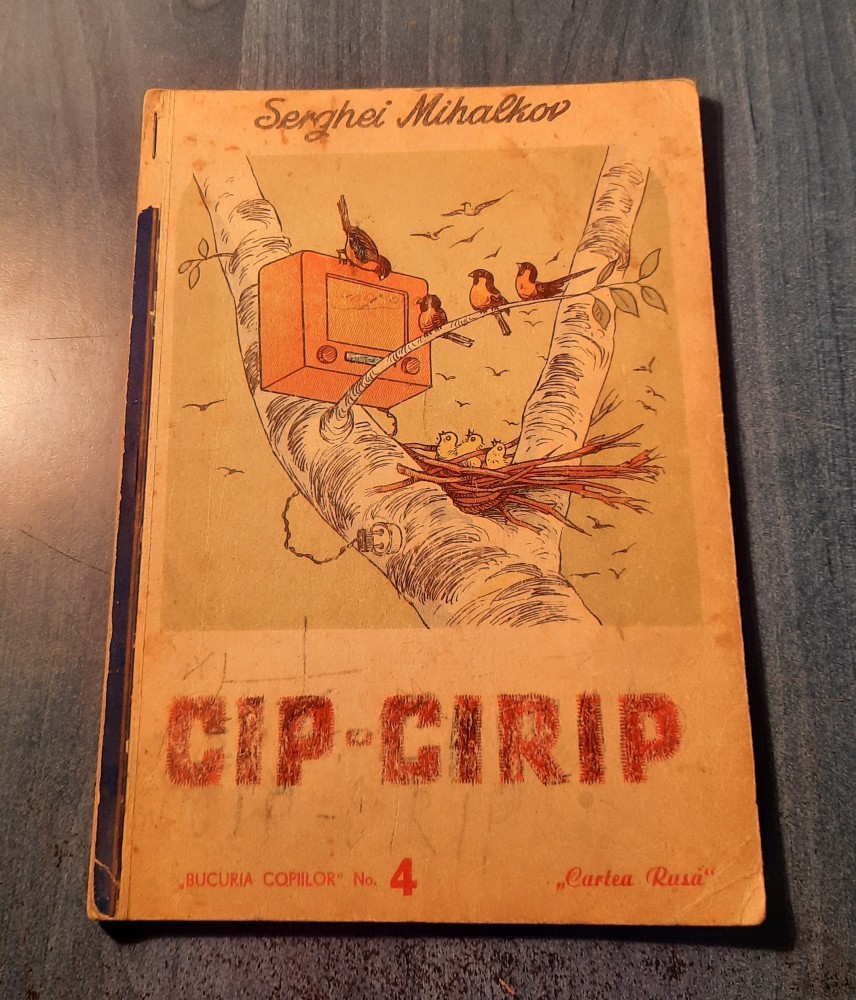 Serghei Mihalkov
CIP-CIRIP
„BUCURIA COPIILOR" No. 4 „Cartea Rusă"